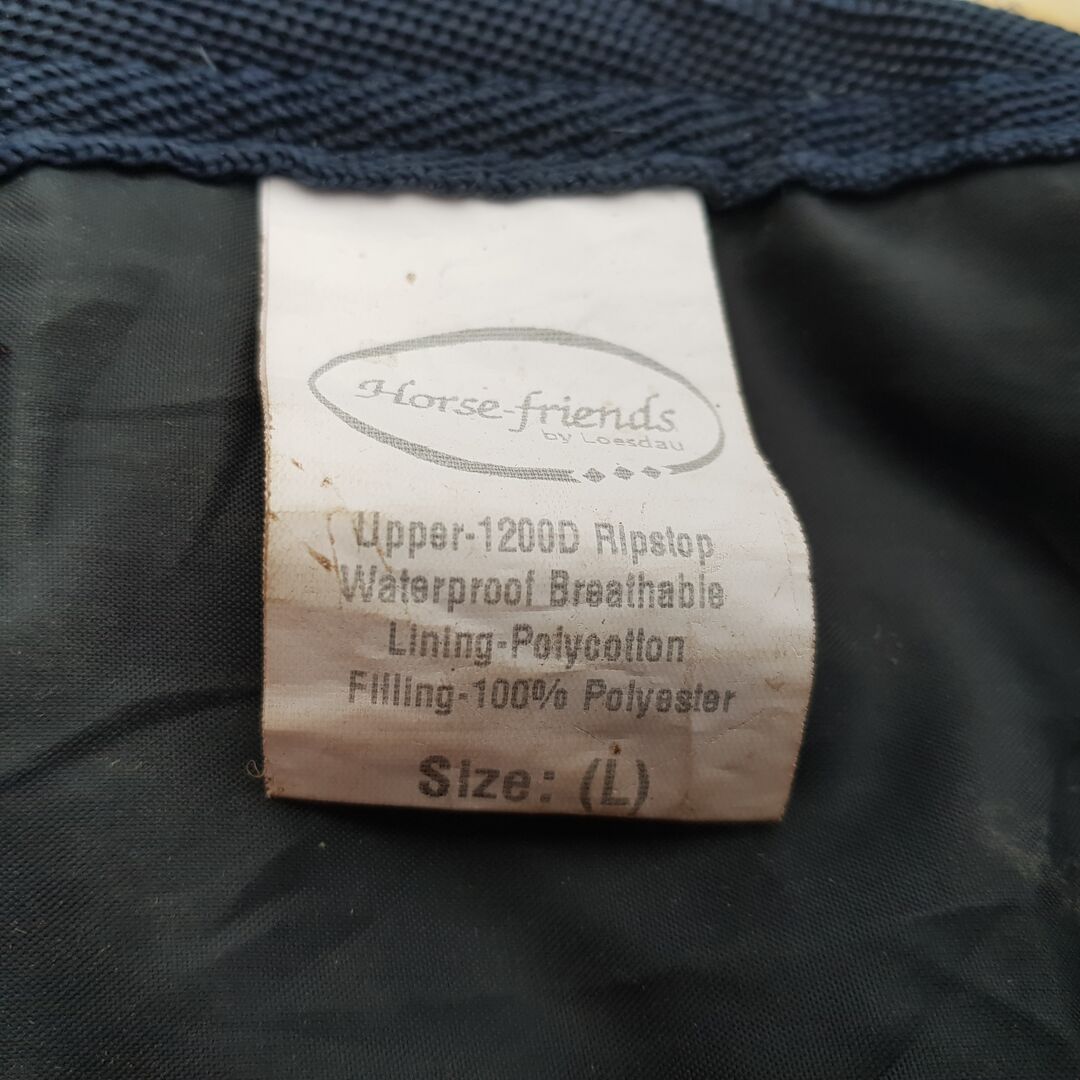 Horse-friends
by Loesdau
Upper-1200D Ripstop
Waterproof Breathable
Lining-Polycotton
Filling-100% Polyester
Size: (L)